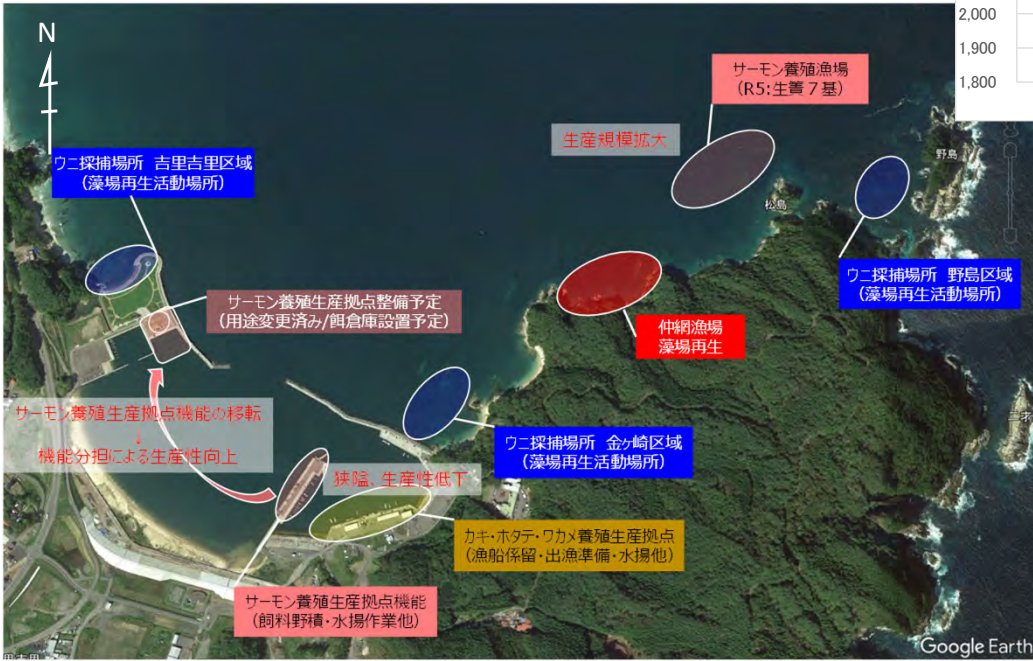 2,000
1,900
1,800
N
サーモン養殖漁場
(R5:生簀7基)
生産規模拡大
野島
松島
ウニ採捕場所 吉里吉里区域
(藻場再生活動場所)
ウニ採捕場所 野島区域
(藻場再生活動場所)
サーモン養殖生産拠点整備予定
(用途変更済み/餌倉庫設置予定)
仲網漁場
藻場再生
サーモン養殖生産拠点機能の移転
↓
機能分担による生産性向上
ウニ採捕場所 金ヶ崎区域
(藻場再生活動場所)
狭隘、生産性低下
カキ・ホタテ・ワカメ養殖生産拠点
(漁船係留・出漁準備・水揚他)
サーモン養殖生産拠点機能
(飼料野積・水揚作業他)
Google Earth